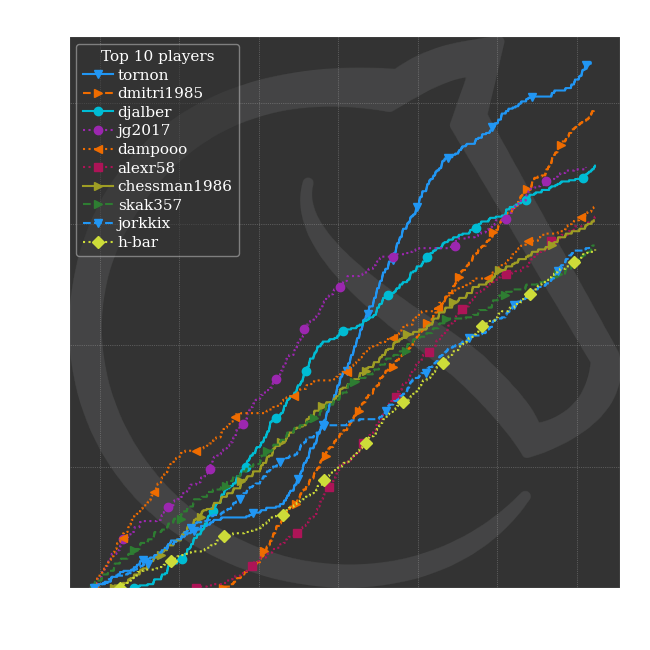 Top 10 players
tornon
dmitri1985
djalber
jg2017
dampooo
alexr58
chessman1986
skak357
jorkkix
h-bar